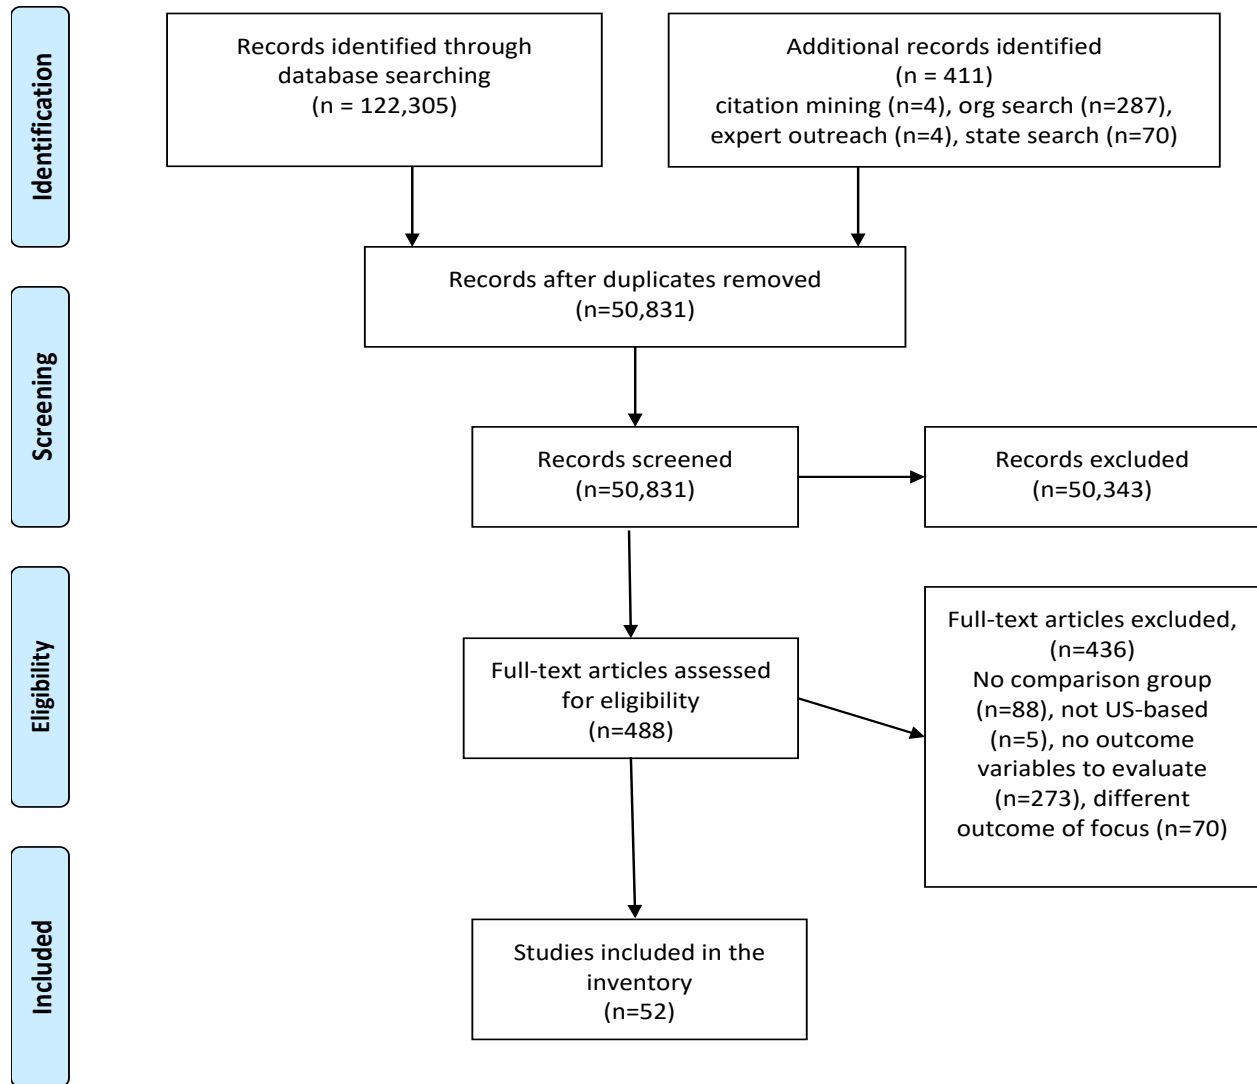 Identification
Records identified through
database searching
(n = 122,305)
Additional records identified
(n = 411)
citation mining (n=4), org search (n=287),
expert outreach (n=4), state search (n=70)
Records after duplicates removed
(n=50,831)
Screening
Records screened
(n=50,831)
Records excluded
(n=50,343)
Eligibility
Full-text articles assessed
for eligibility
(n=488)
Full-text articles excluded,
(n=436)
No comparison group
(n=88), not US-based
(n=5), no outcome
variables to evaluate
(n=273), different
outcome of focus (n=70)
Included
Studies included in the
inventory
(n=52)